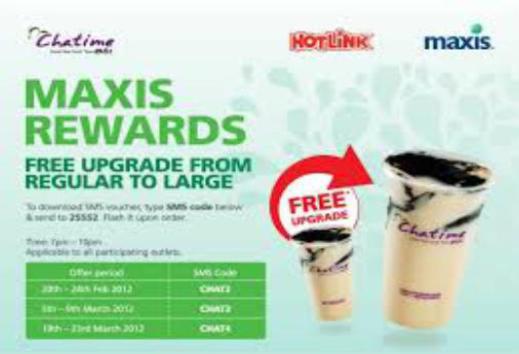 Chatime
HOTLINK
maxis
MAXIS
REWARDS
FREE UPGRADE FROM
REGULAR TO LARGE
To download SMS voucher, type SMS code below
& send to 25552. Flash it upon order.
Time: 7pm – 10pm
Applicable to all participating outlets.
Offer period SMS Code
20th – 24th Feb 2012 CHAT2
5th – 9th March 2012 CHAT3
19th – 23rd March 2012 CHAT4
FREE*
UPGRADE
Chatime
Chatime